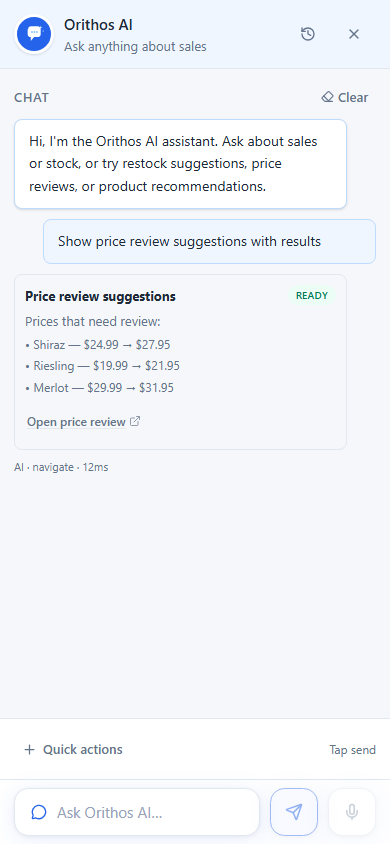 Orithos AI
Ask anything about sales
CHAT
Clear
Hi, I'm the Orithos AI assistant. Ask about sales
or stock, or try restock suggestions, price
reviews, or product recommendations.
Show price review suggestions with results
Price review suggestions
READY
Prices that need review:
• Shiraz — $24.99 → $27.95
• Riesling — $19.99 → $21.95
• Merlot — $29.99 → $31.95
Open price review
AI · navigate · 12ms
Quick actions
Tap send
Ask Orithos AI...